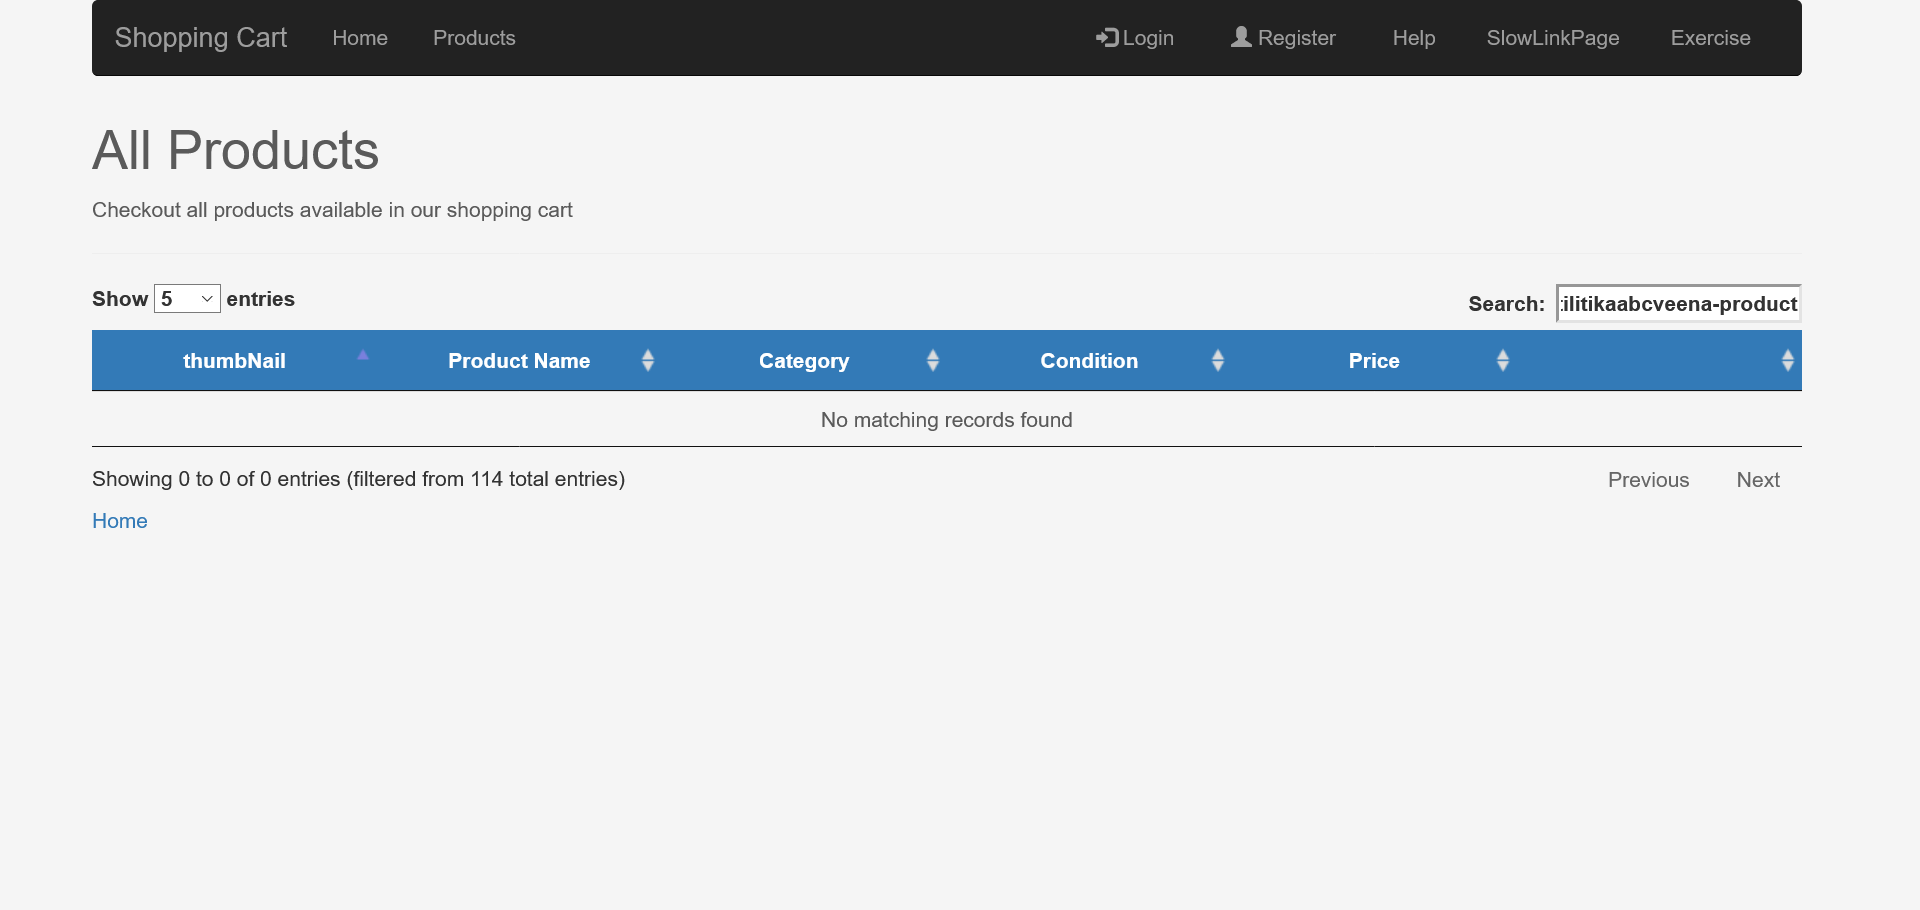 Shopping Cart Home Products Login Register Help SlowLinkPage Exercise
All Products
Checkout all products available in our shopping cart
Show 5 entries
Search: ilitikaabcveena-product
thumbNail Product Name Category Condition Price
No matching records found
Showing 0 to 0 of 0 entries (filtered from 114 total entries)
Previous Next
Home